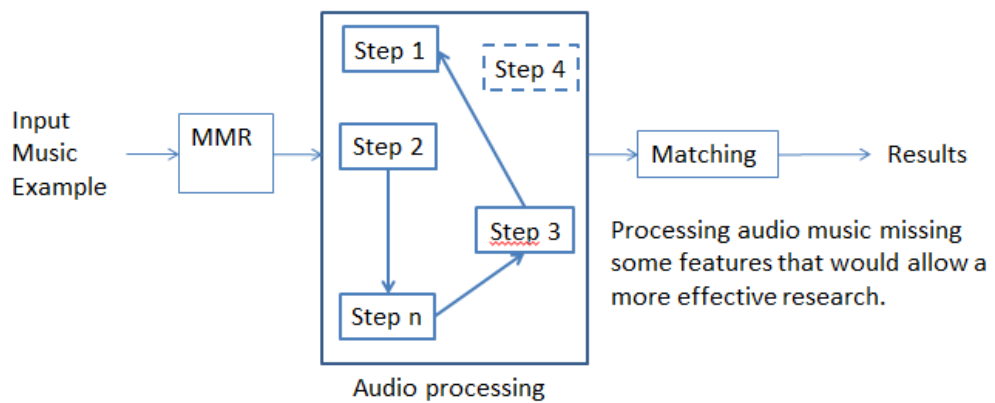 Input
Music
Example
MMR
Step 1
Step 4
Step 2
Step 3
Step n
Audio processing
Matching
Results
Processing audio music missing
some features that would allow a
more effective research.